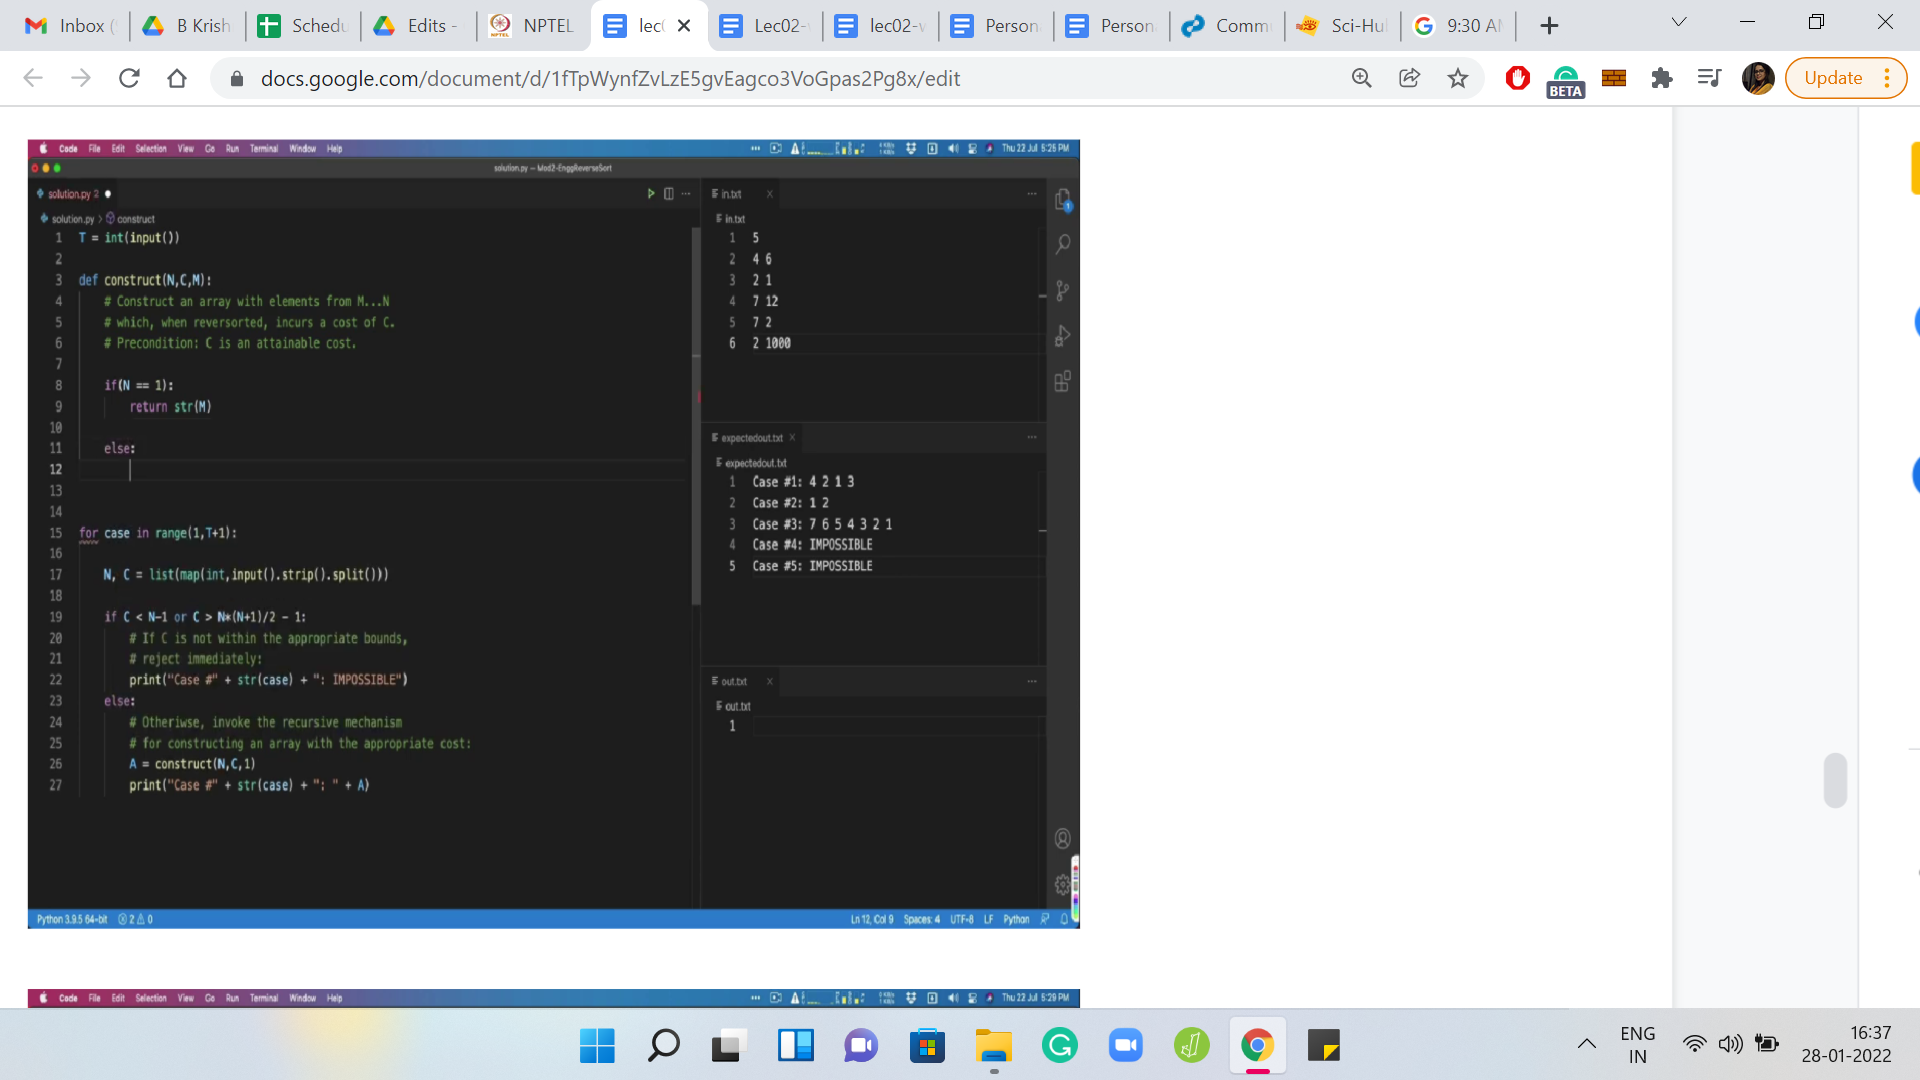 Inbox (
B Krish
Schedu
Edits -
NPTEL
lec
Lec02-
lec02-v
Person
Person
Comm
Sci-Hu
9:30 A
docs.google.com/document/d/1fTpWynfZvLzE5gvEagco3VoGpas2Pg8x/edit
BETA
Update
Code File Edit Selection View Go Run Terminal Window Help
Thu 22 Jul 5:25 PM
solution.py — Mod2-EnggReverseSort
solution.py 2
solution.py > construct
1 T = int(input())
2
3 def construct(N,C,M):
4 # Construct an array with elements from M...N
5 # which, when reversorted, incurs a cost of C.
6 # Precondition: C is an attainable cost.
7
8 if(N == 1):
9 return str(M)
10
11 else:
12
13
14
15 for case in range(1,T+1):
16
17 N, C = list(map(int,input().strip().split()))
18
19 if C < N-1 or C > N*(N+1)/2 - 1:
20 # If C is not within the appropriate bounds,
21 # reject immediately:
22 print("Case #" + str(case) + ": IMPOSSIBLE")
23 else:
24 # Otheriwse, invoke the recursive mechanism
25 # for constructing an array with the appropriate cost:
26 A = construct(N,C,1)
27 print("Case #" + str(case) + ": " + A)
in.txt
in.txt
1 5
2 4 6
3 2 1
4 7 12
5 7 2
6 2 1000
expectedout.txt
expectedout.txt
1 Case #1: 4 2 1 3
2 Case #2: 1 2
3 Case #3: 7 6 5 4 3 2 1
4 Case #4: IMPOSSIBLE
5 Case #5: IMPOSSIBLE
out.txt
out.txt
1
1
Python 3.9.5 64-bit 2 0
Ln 12, Col 9 Spaces: 4 UTF-8 LF Python
Code File Edit Selection View Go Run Terminal Window Help
Thu 22 Jul 5:29 PM
ENG
IN
16:37
28-01-2022